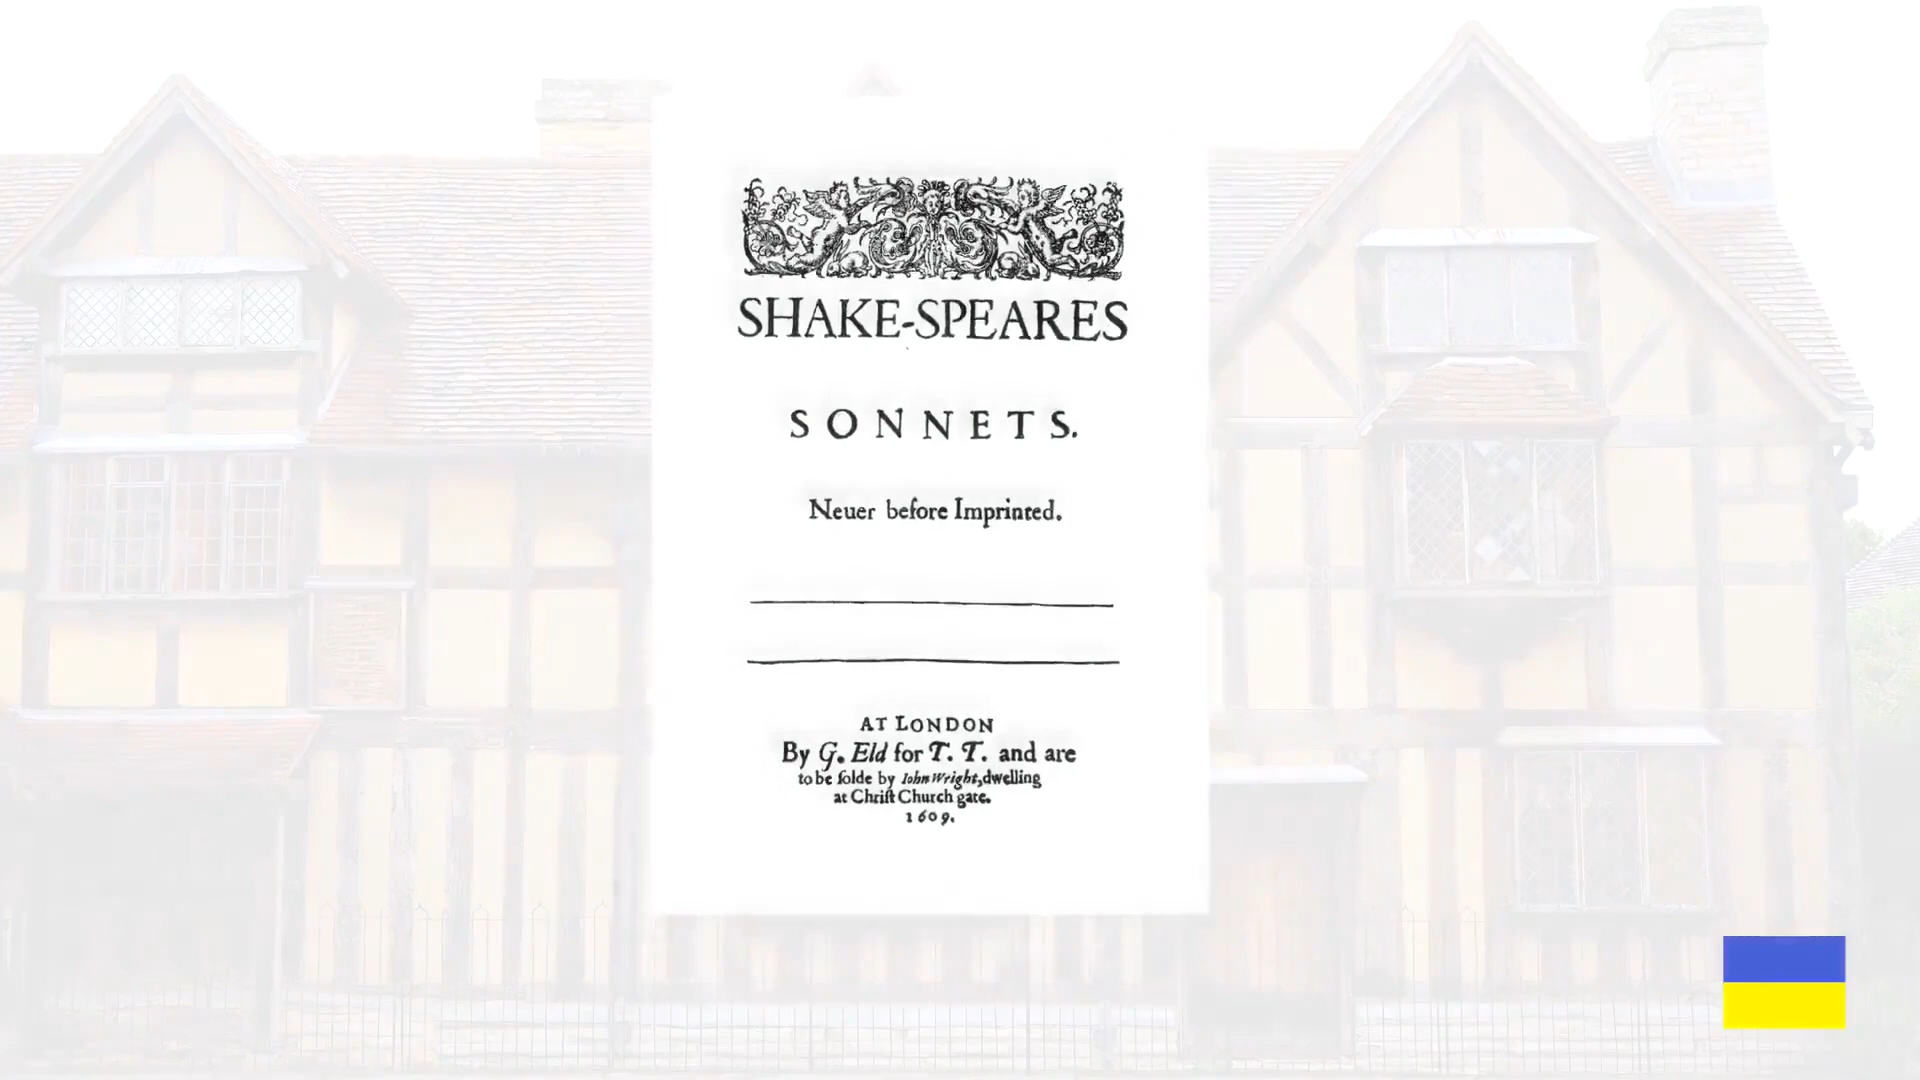 SHAKE-SPEARES
SONNETS.
Neuer before Imprinted.
AT LONDON
By G. Eld for T. T. and are
to be ſolde by Iohn Wright, dwelling
at Chriſt Church gate.
1609.